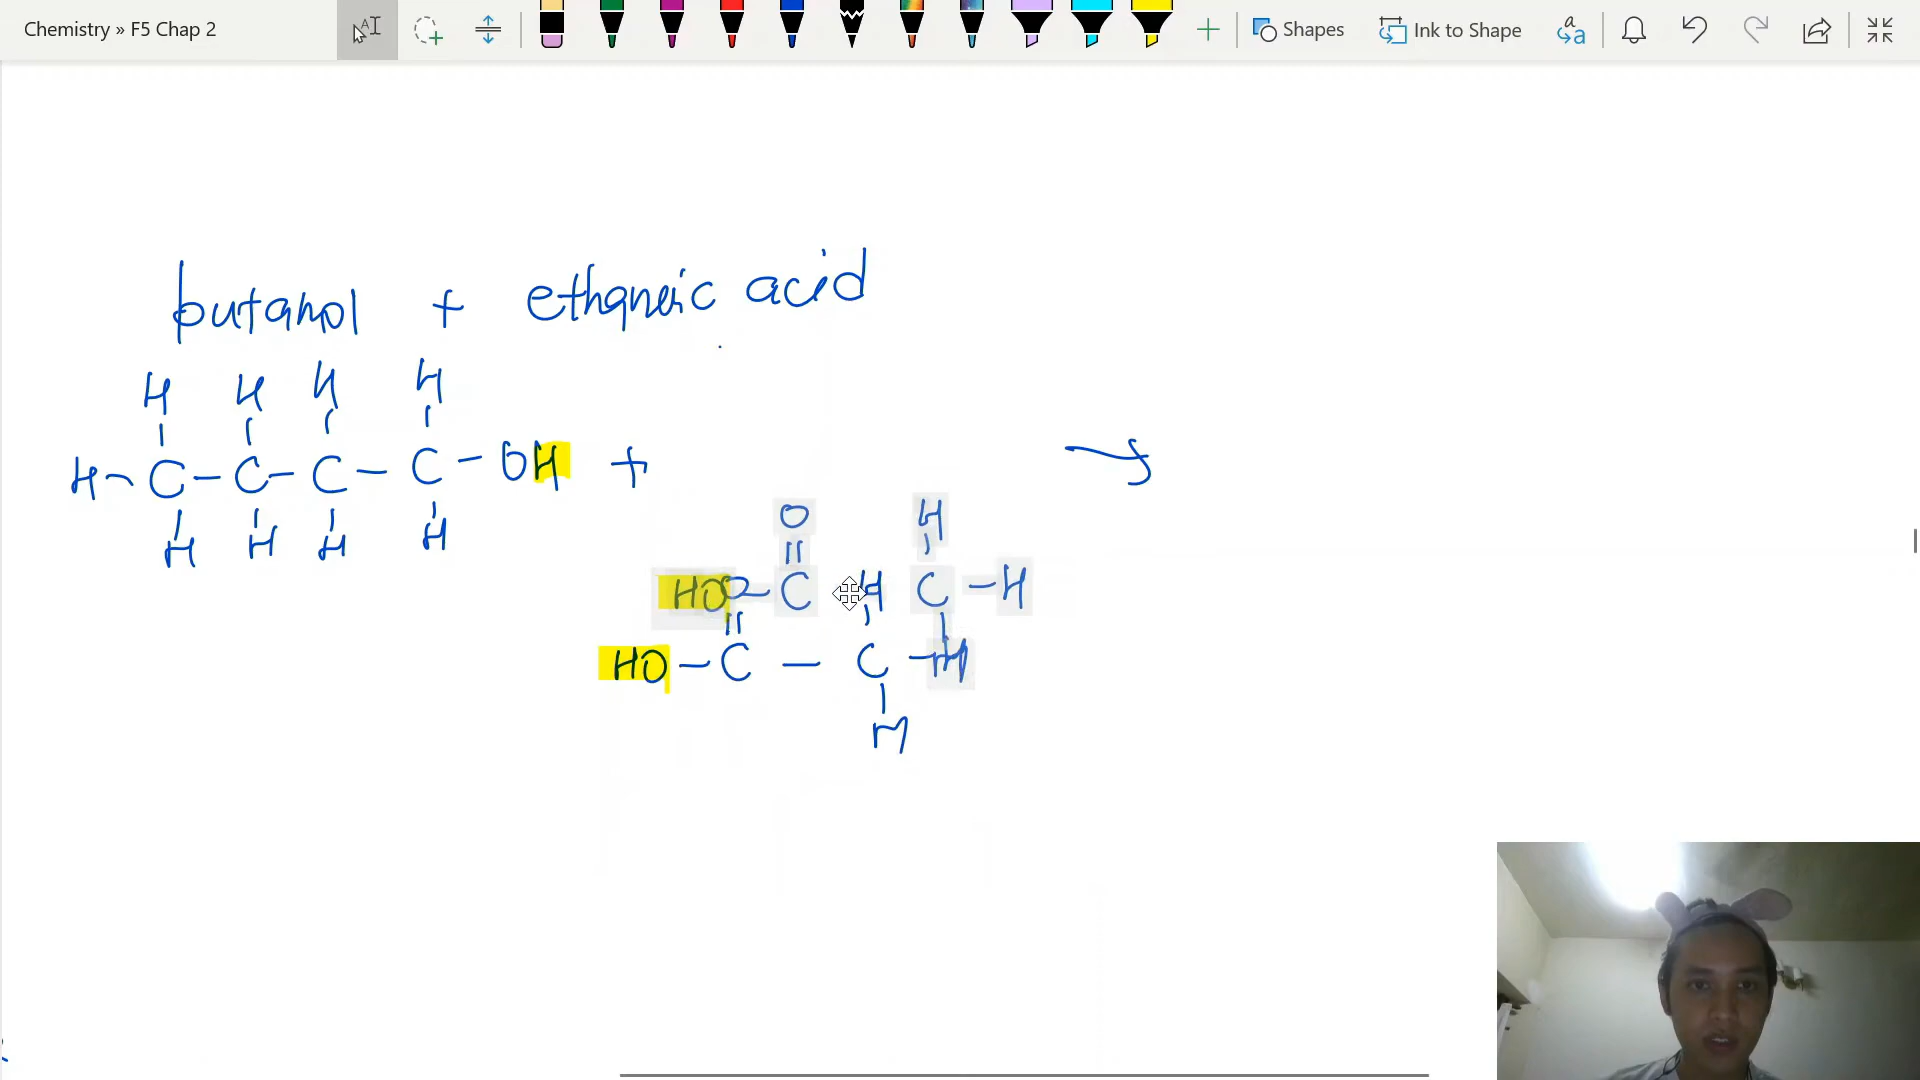 Chemistry » F5 Chap 2
Shapes
Ink to Shape
butanol + ethanoic acid
H H H H
H - C - C - C - C - OH +
H H H H
O H
HO - C C - H
O H H
HO - C - C - H
H